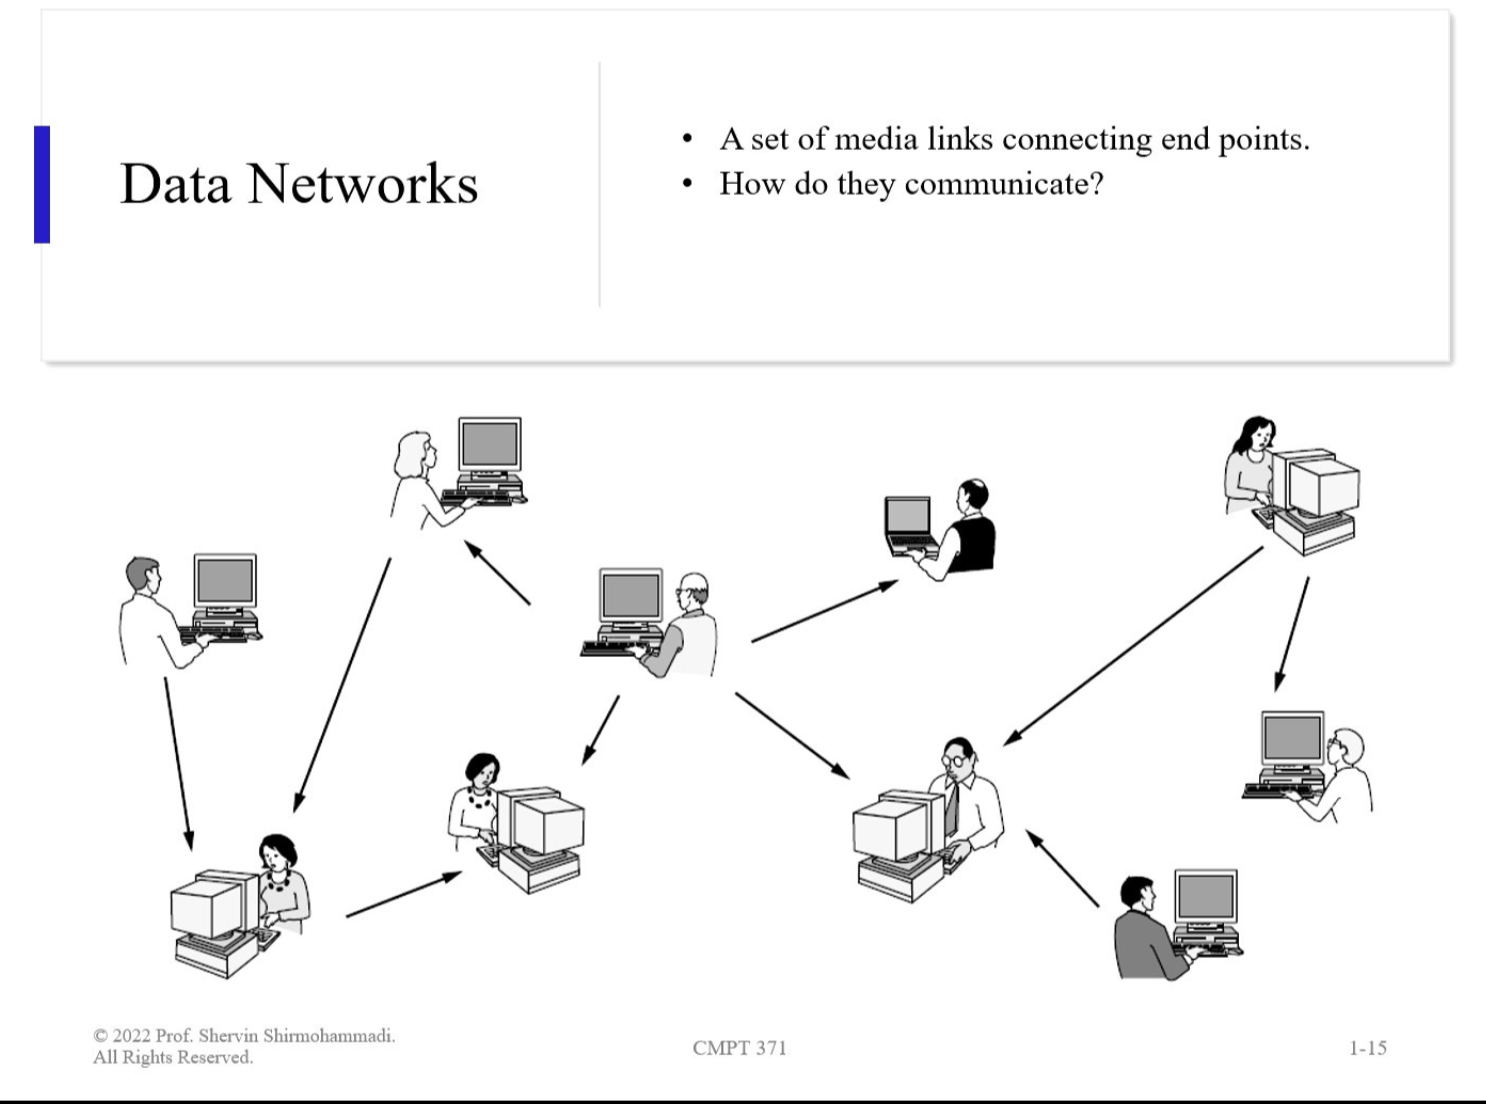 Data Networks
• A set of media links connecting end points.
• How do they communicate?
© 2022 Prof. Shervin Shirmohammadi.
All Rights Reserved.
CMPT 371
1-15